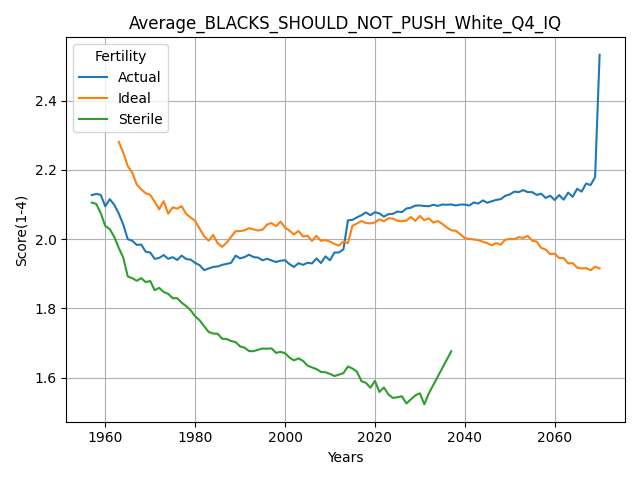 Average_BLACKS_SHOULD_NOT_PUSH_White_Q4_IQ
Fertility
Actual
Ideal
Sterile
Score(1-4)
2.4
2.2
2.0
1.8
1.6
1960
1980
2000
2020
2040
2060
Years